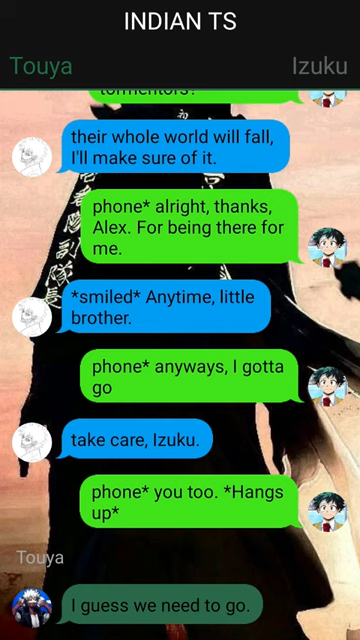 INDIAN TS
Touya
Izuku
tormentors?
their whole world will fall,
I'll make sure of it.
phone* alright, thanks,
Alex. For being there for
me.
*smiled* Anytime, little
brother.
phone* anyways, I gotta
go
take care, Izuku.
phone* you too. *Hangs
up*
Touya
I guess we need to go.